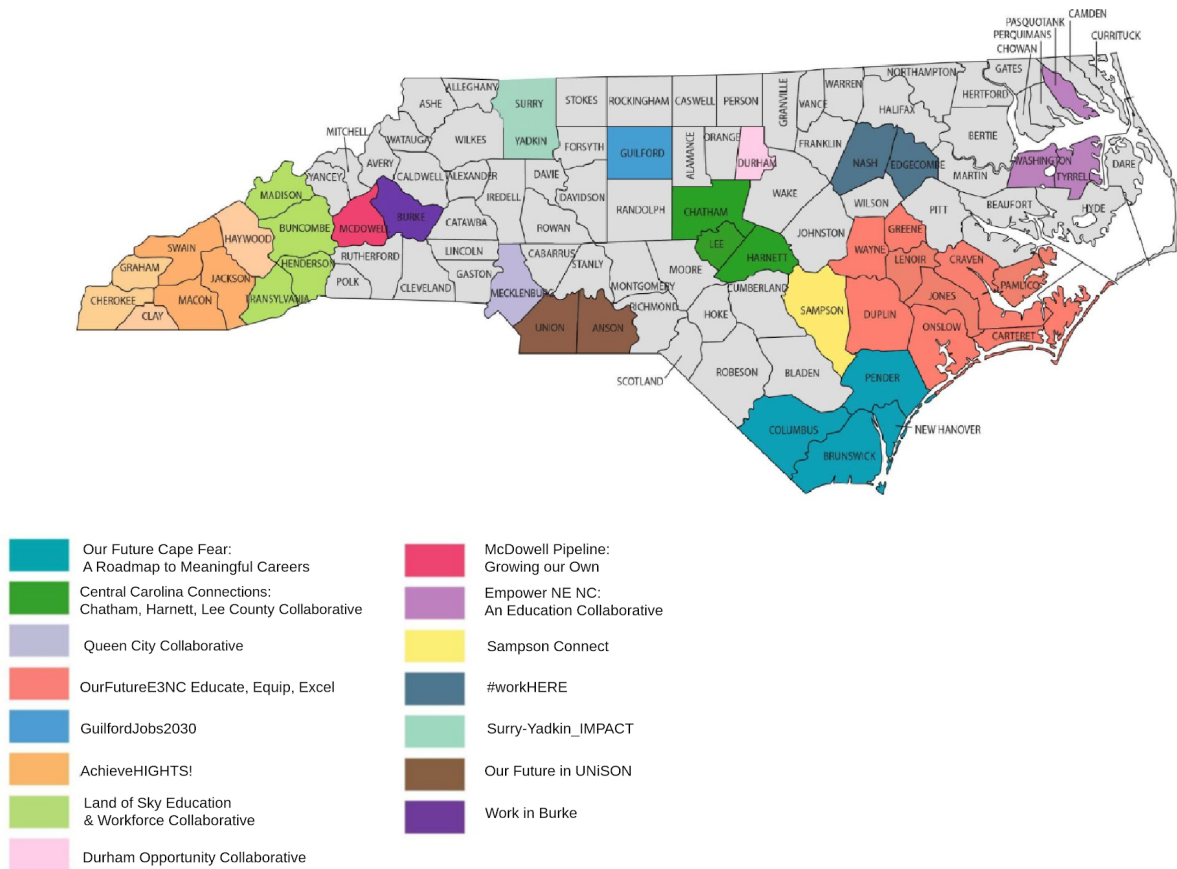 CAMDEN
PASQUOTANK
PERQUIMANS
CURRITUCK
CHOWAN
GATES
NORTHAMPTON
ALLEGHANY
WARREN
HERTFORD
ASHE
SURRY
STOKES
ROCKINGHAM
CASWELL
PERSON
GRANVILLE
VANCE
HALIFAX
MITCHELL
WATAUGA
WILKES
YADKIN
FORSYTH
GUILFORD
ALAMANCE
ORANGE
DURHAM
FRANKLIN
NASH
EDGECOMBE
BERTIE
MARTIN
WASHINGTON
TYRRELL
DARE
YANCEY
AVERY
CALDWELL
ALEXANDER
DAVIE
IREDELL
DAVIDSON
RANDOLPH
CHATHAM
WAKE
WILSON
PITT
BEAUFORT
HYDE
MADISON
BUNCOMBE
MCDOWELL
BURKE
CATAWBA
ROWAN
LEE
HARNETT
JOHNSTON
WAYNE
GREENE
LENOIR
CRAVEN
SWAIN
HAYWOOD
HENDERSON
RUTHERFORD
LINCOLN
CABARRUS
STANLY
MOORE
GRAHAM
JACKSON
TRANSYLVANIA
POLK
CLEVELAND
GASTON
MECKLENBURG
MONTGOMERY
RICHMOND
CUMBERLAND
HOKE
SAMPSON
DUPLIN
JONES
PAMLICO
CHEROKEE
MACON
CLAY
UNION
ANSON
ONSLOW
CARTERET
SCOTLAND
ROBESON
BLADEN
PENDER
COLUMBUS
BRUNSWICK
NEW HANOVER
Our Future Cape Fear:
A Roadmap to Meaningful Careers
Central Carolina Connections:
Chatham, Harnett, Lee County Collaborative
Queen City Collaborative
OurFutureE3NC Educate, Equip, Excel
GuilfordJobs2030
AchieveHIGHTS!
Land of Sky Education
& Workforce Collaborative
Durham Opportunity Collaborative
McDowell Pipeline:
Growing our Own
Empower NE NC:
An Education Collaborative
Sampson Connect
#workHERE
Surry-Yadkin_IMPACT
Our Future in UNiSON
Work in Burke